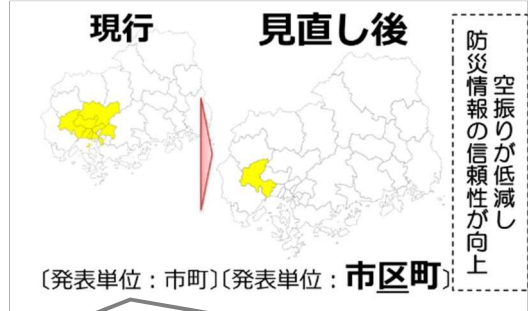 現行
見直し後
〔発表単位：市町〕
〔発表単位：市区町〕
空振りが低減し
防災情報の信頼性が向上